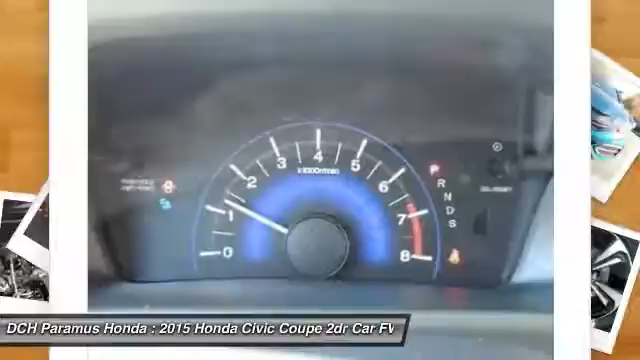 4
3
5
x1000r/min
2
6
P
R
1
7
N
D
S
0
8
DCH Paramus Honda : 2015 Honda Civic Coupe 2dr Car FV